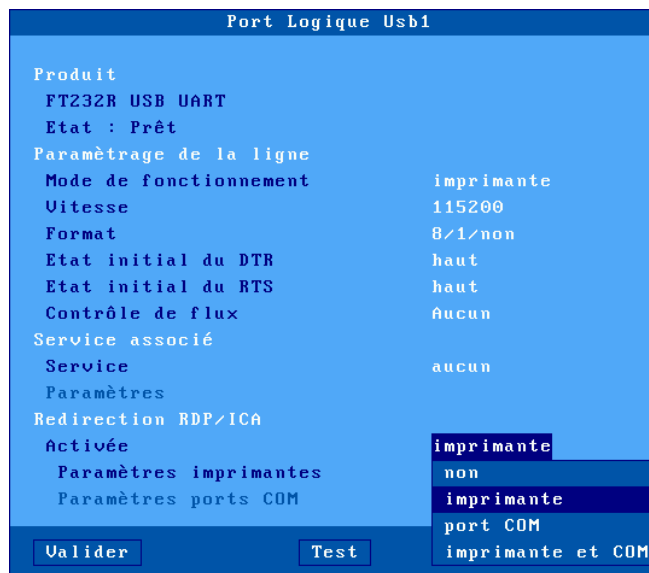 Port Logique Usb1
Produit
FT232R USB UART
Etat : Prêt
Paramètrage de la ligne
Mode de fonctionnement imprimante
Vitesse 115200
Format 8/1/non
Etat initial du DTR haut
Etat initial du RTS haut
Contrôle de flux Aucun
Service associé
Service aucun
Paramètres
Redirection RDP/ICA
Activée imprimante
Paramètres imprimantes non
Paramètres ports COM imprimante
port COM
Valider Test imprimante et COM